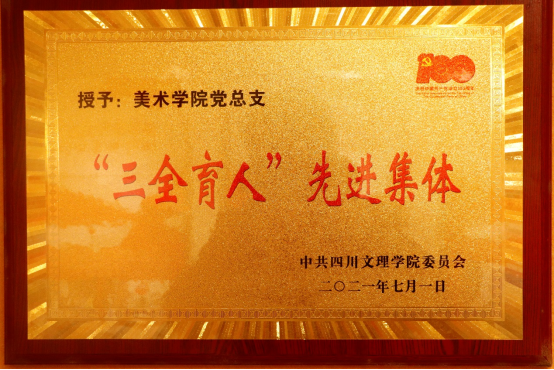 100
授予：美术学院党总支
“三全育人”先进集体
中共四川文理学院委员会
二〇二一年七月一日